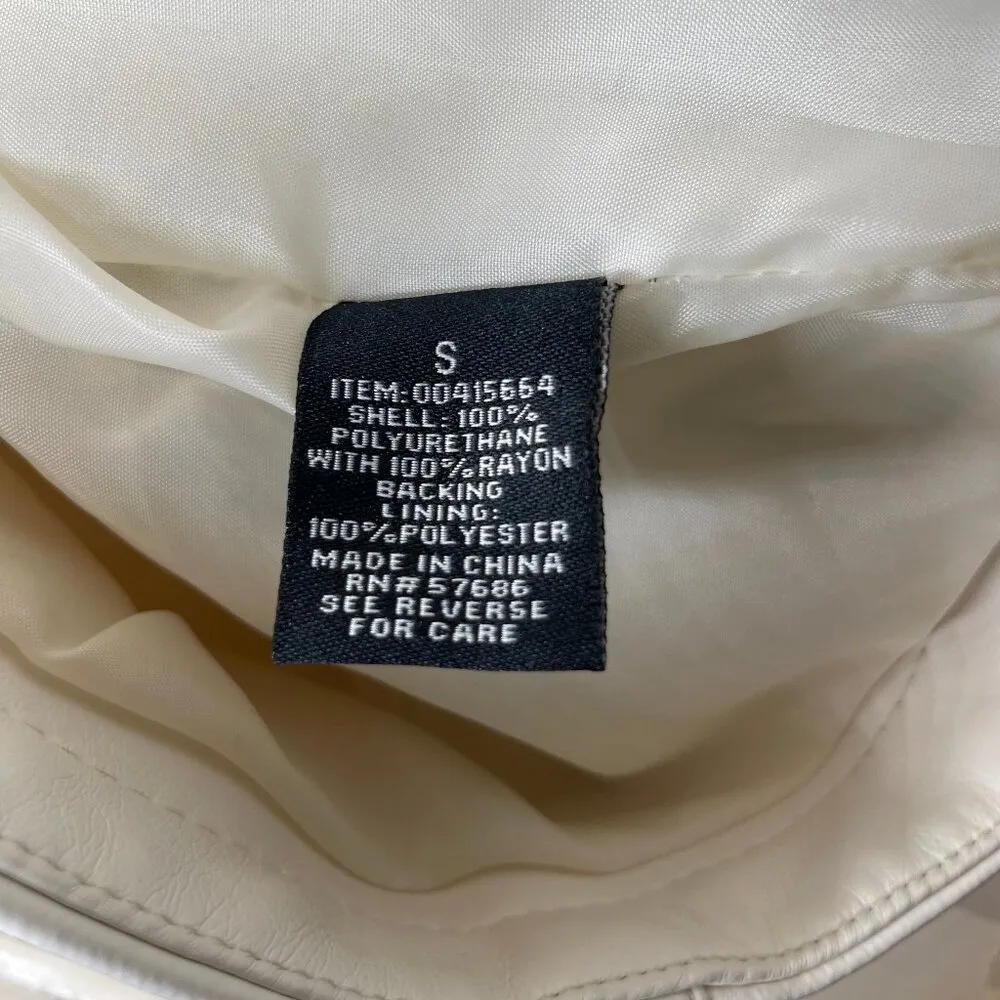 S
ITEM: 00415664
SHELL: 100%
POLYURETHANE
WITH 100% RAYON
BACKING
LINING:
100% POLYESTER
MADE IN CHINA
RN# 57686
SEE REVERSE
FOR CARE